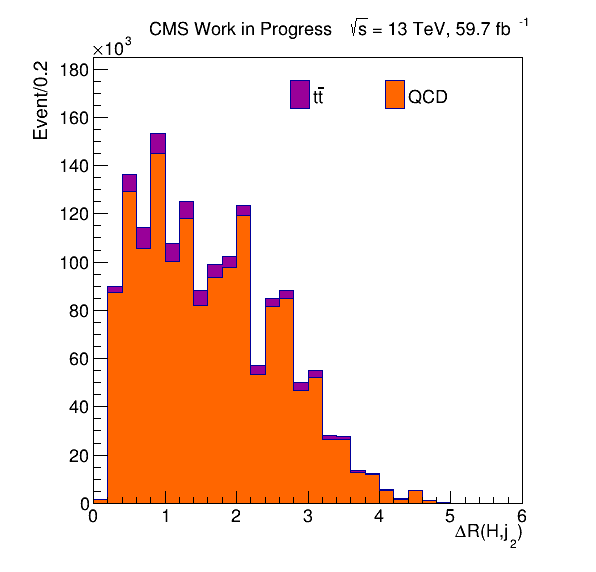 CMS Work in Progress √s = 13 TeV, 59.7 fb⁻¹
×10³
Event/0.2
tt̄
QCD
180
160
140
120
100
80
60
40
20
0
0 1 2 3 4 5 6
ΔR(H,j₂)